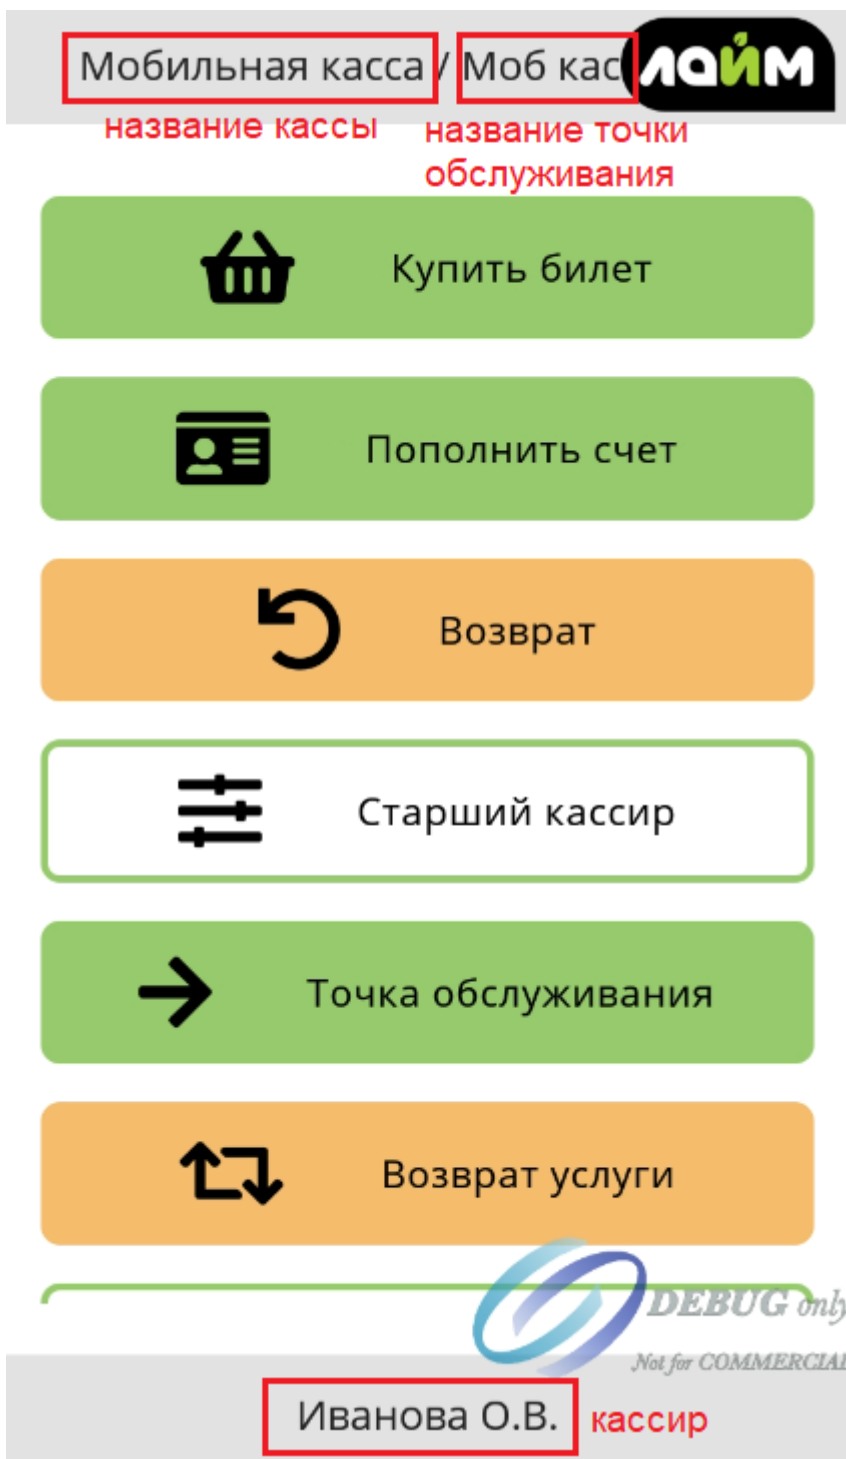 Мобильная касса / Моб кас лайм
название кассы
название точки
обслуживания
Купить билет
Пополнить счет
Возврат
Старший кассир
Точка обслуживания
Возврат услуги
DEBUG only
Not for COMMERCIAL
Иванова О.В. кассир